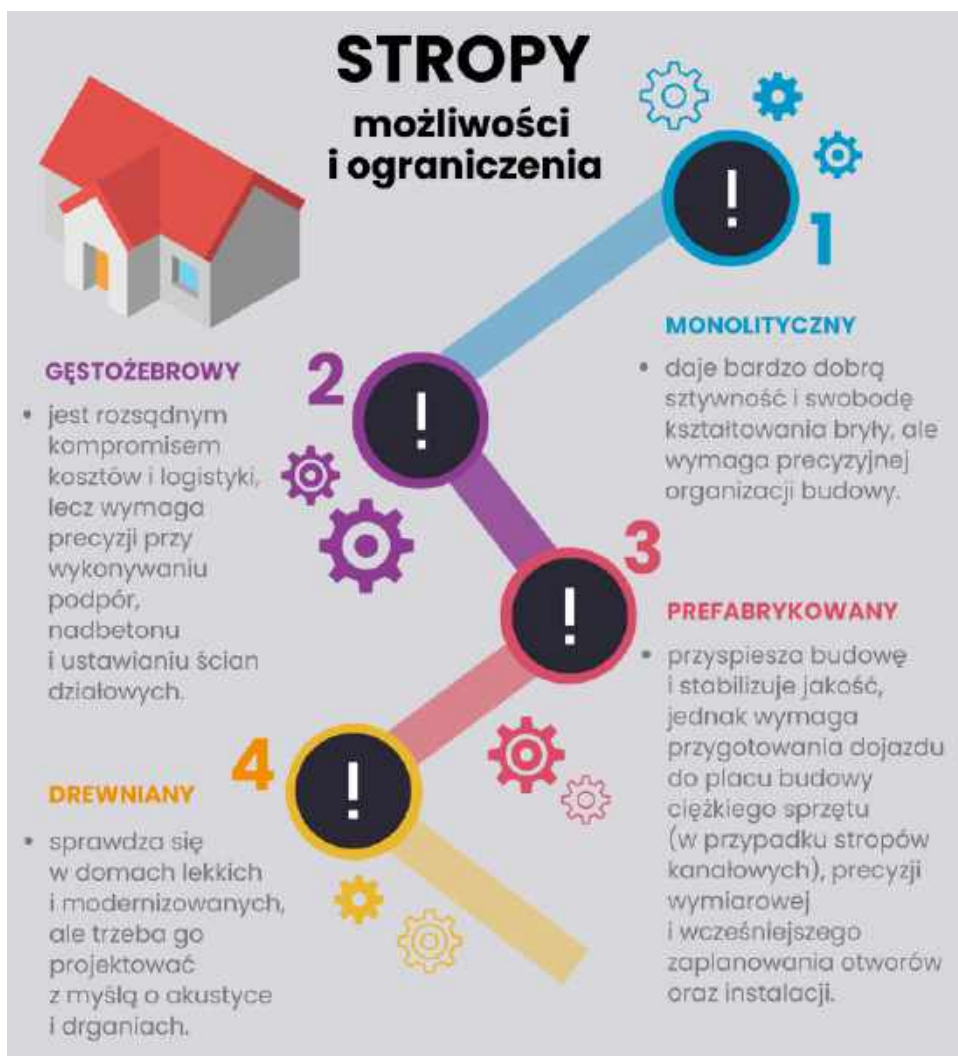 STROPY
możliwości
i ograniczenia
1
MONOLITYCZNY
• daje bardzo dobrą
sztywność i swobodę
kształtowania bryły, ale
wymaga precyzyjnej
organizacji budowy.
2
GĘSTOŻEBROWY
• jest rozsądnym
kompromisem
kosztów i logistyki,
lecz wymaga
precyzji przy
wykonywaniu
podpór,
nadbetonu
i ustawianiu ścian
działowych.
3
PREFABRYKOWANY
• przyspiesza budowę
i stabilizuje jakość,
jednak wymaga
przygotowania dojazdu
do placu budowy
ciężkiego sprzętu
(w przypadku stropów
kanałowych), precyzji
wymiarowej
i wcześniejszego
zaplanowania otworów
oraz instalacji.
4
DREWNIANY
• sprawdza się
w domach lekkich
i modernizowanych,
ale trzeba go
projektować
z myślą o akustyce
i drganiach.
!
!
!
!